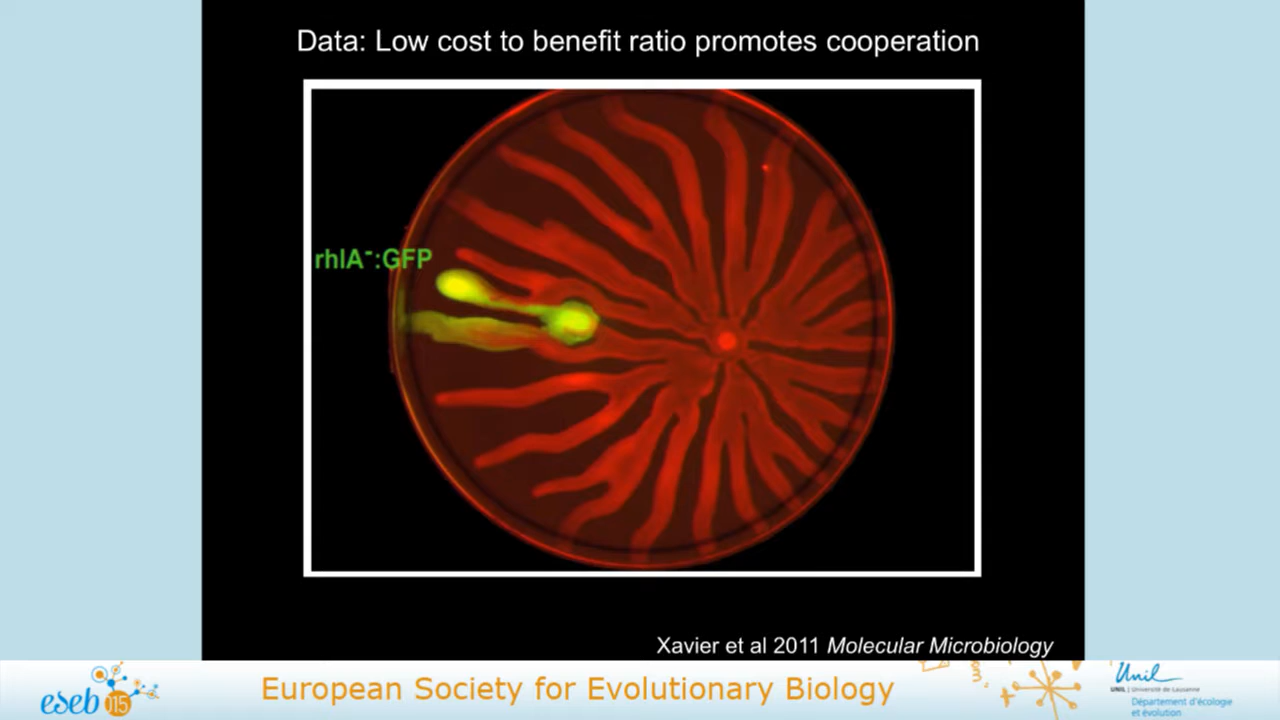 Data: Low cost to benefit ratio promotes cooperation
rhlA⁻:GFP
Xavier et al 2011 Molecular Microbiology
eseb 15
European Society for Evolutionary Biology
Unil
UNIL | Université de Lausanne
Département d'écologie
et évolution